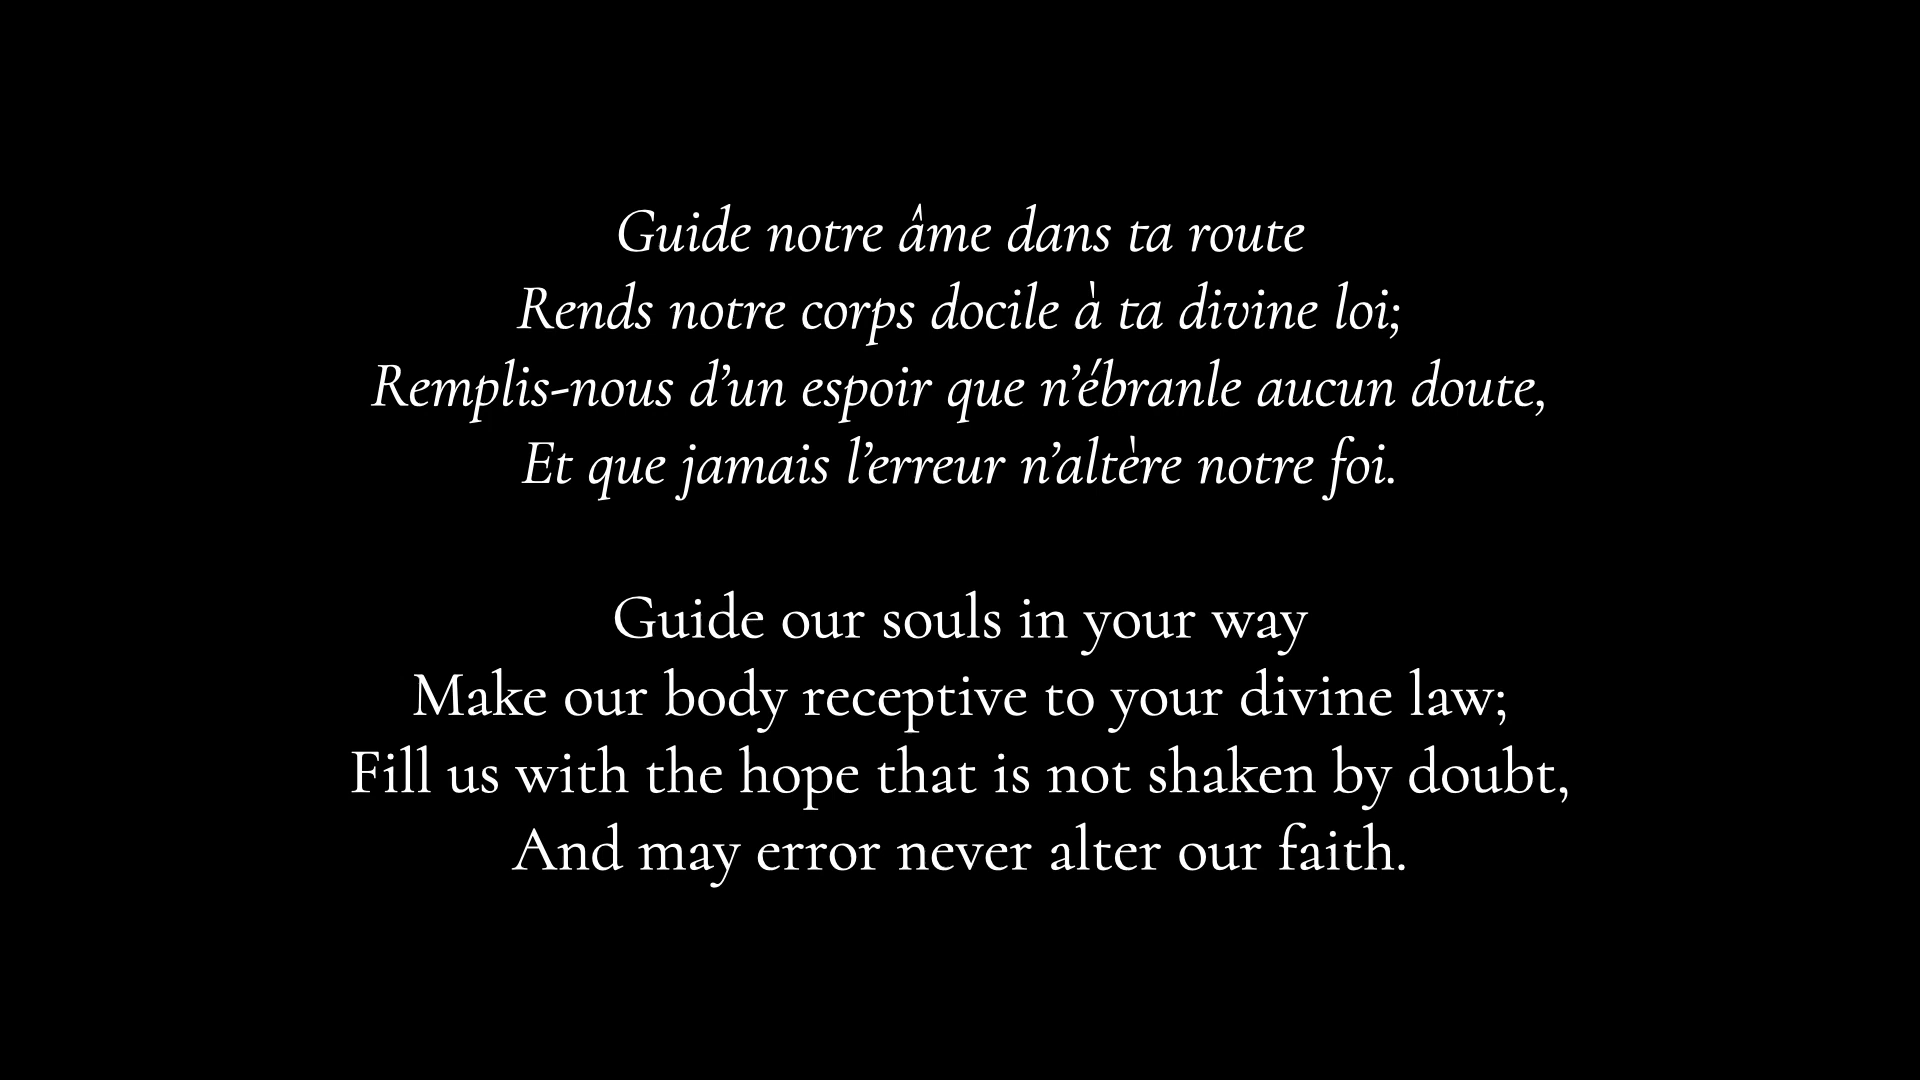 Guide notre âme dans ta route
Rends notre corps docile à ta divine loi;
Remplis-nous d’un espoir que n’ébranle aucun doute,
Et que jamais l’erreur n’altère notre foi.
Guide our souls in your way
Make our body receptive to your divine law;
Fill us with the hope that is not shaken by doubt,
And may error never alter our faith.